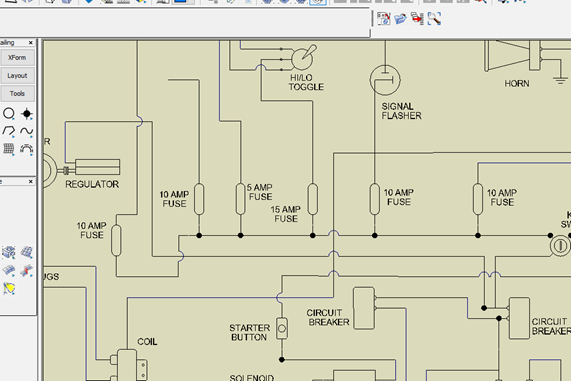 ailing
XForm
Layout
Tools
HI/LO
TOGGLE
HORN
SIGNAL
FLASHER
R
REGULATOR
10 AMP
FUSE
5 AMP
FUSE
15 AMP
FUSE
10 AMP
FUSE
10 AMP
FUSE
10 AMP
FUSE
K
SW
UGS
CIRCUIT
BREAKER
STARTER
BUTTON
CIRCUIT
BREAKER
COIL
SOLENOID